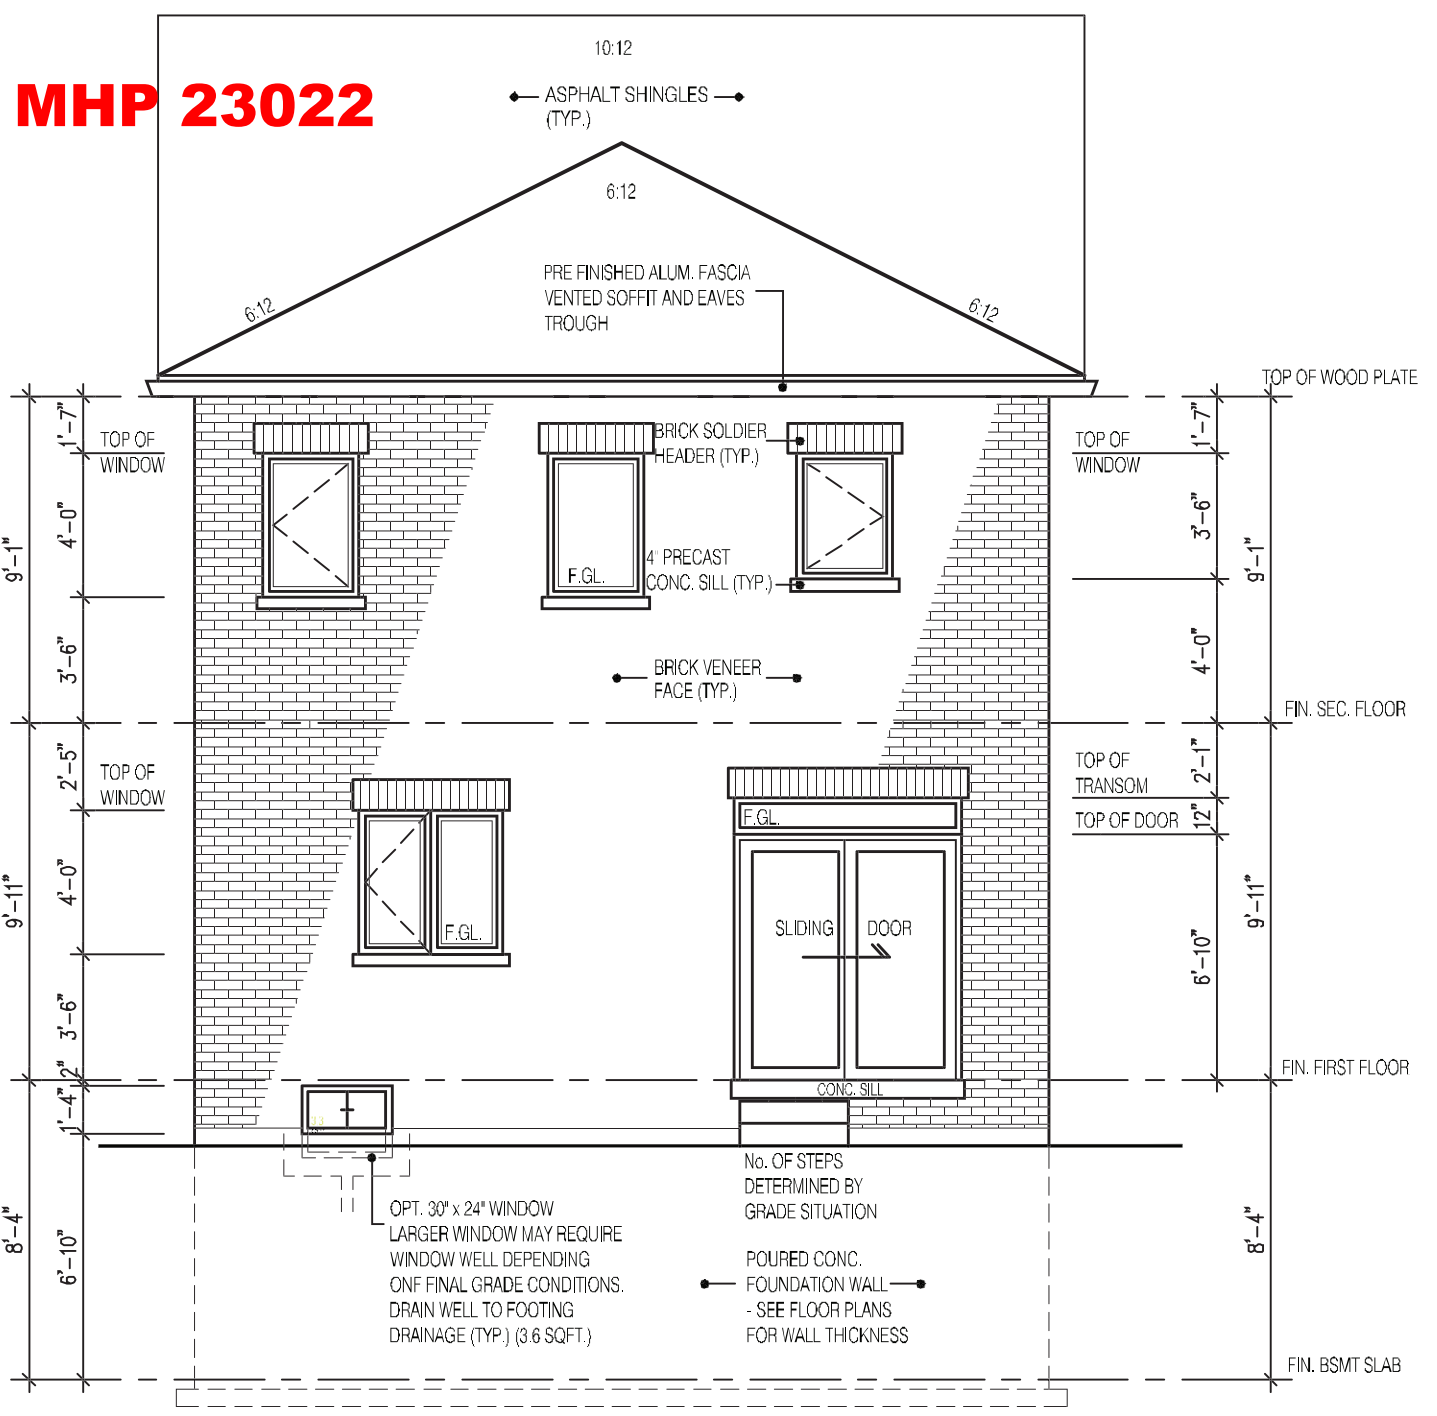 10:12
MHP 23022
ASPHALT SHINGLES
(TYP.)
6:12
PRE FINISHED ALUM. FASCIA
VENTED SOFFIT AND EAVES
TROUGH
6:12
6:12
TOP OF WOOD PLATE
1'-7"
TOP OF
WINDOW
BRICK SOLDIER
HEADER (TYP.)
TOP OF
WINDOW
1'-7"
4'-0"
9'-1"
F.GL.
4" PRECAST
CONC. SILL (TYP.)
3'-6"
9'-1"
3'-6"
BRICK VENEER
FACE (TYP.)
4'-0"
FIN. SEC. FLOOR
2'-5"
TOP OF
WINDOW
TOP OF
TRANSOM
2'-1"
F.GL.
TOP OF DOOR
12"
4'-0"
9'-11"
F.GL.
SLIDING DOOR
9'-11"
6'-10"
3'-6"
2"
FIN. FIRST FLOOR
1'-4"
CONC. SILL
No. OF STEPS
DETERMINED BY
GRADE SITUATION
8'-4"
6'-10"
OPT. 30" x 24" WINDOW
LARGER WINDOW MAY REQUIRE
WINDOW WELL DEPENDING
ONF FINAL GRADE CONDITIONS.
DRAIN WELL TO FOOTING
DRAINAGE (TYP.) (3.6 SQFT.)
POURED CONC.
FOUNDATION WALL
- SEE FLOOR PLANS
FOR WALL THICKNESS
8'-4"
FIN. BSMT SLAB